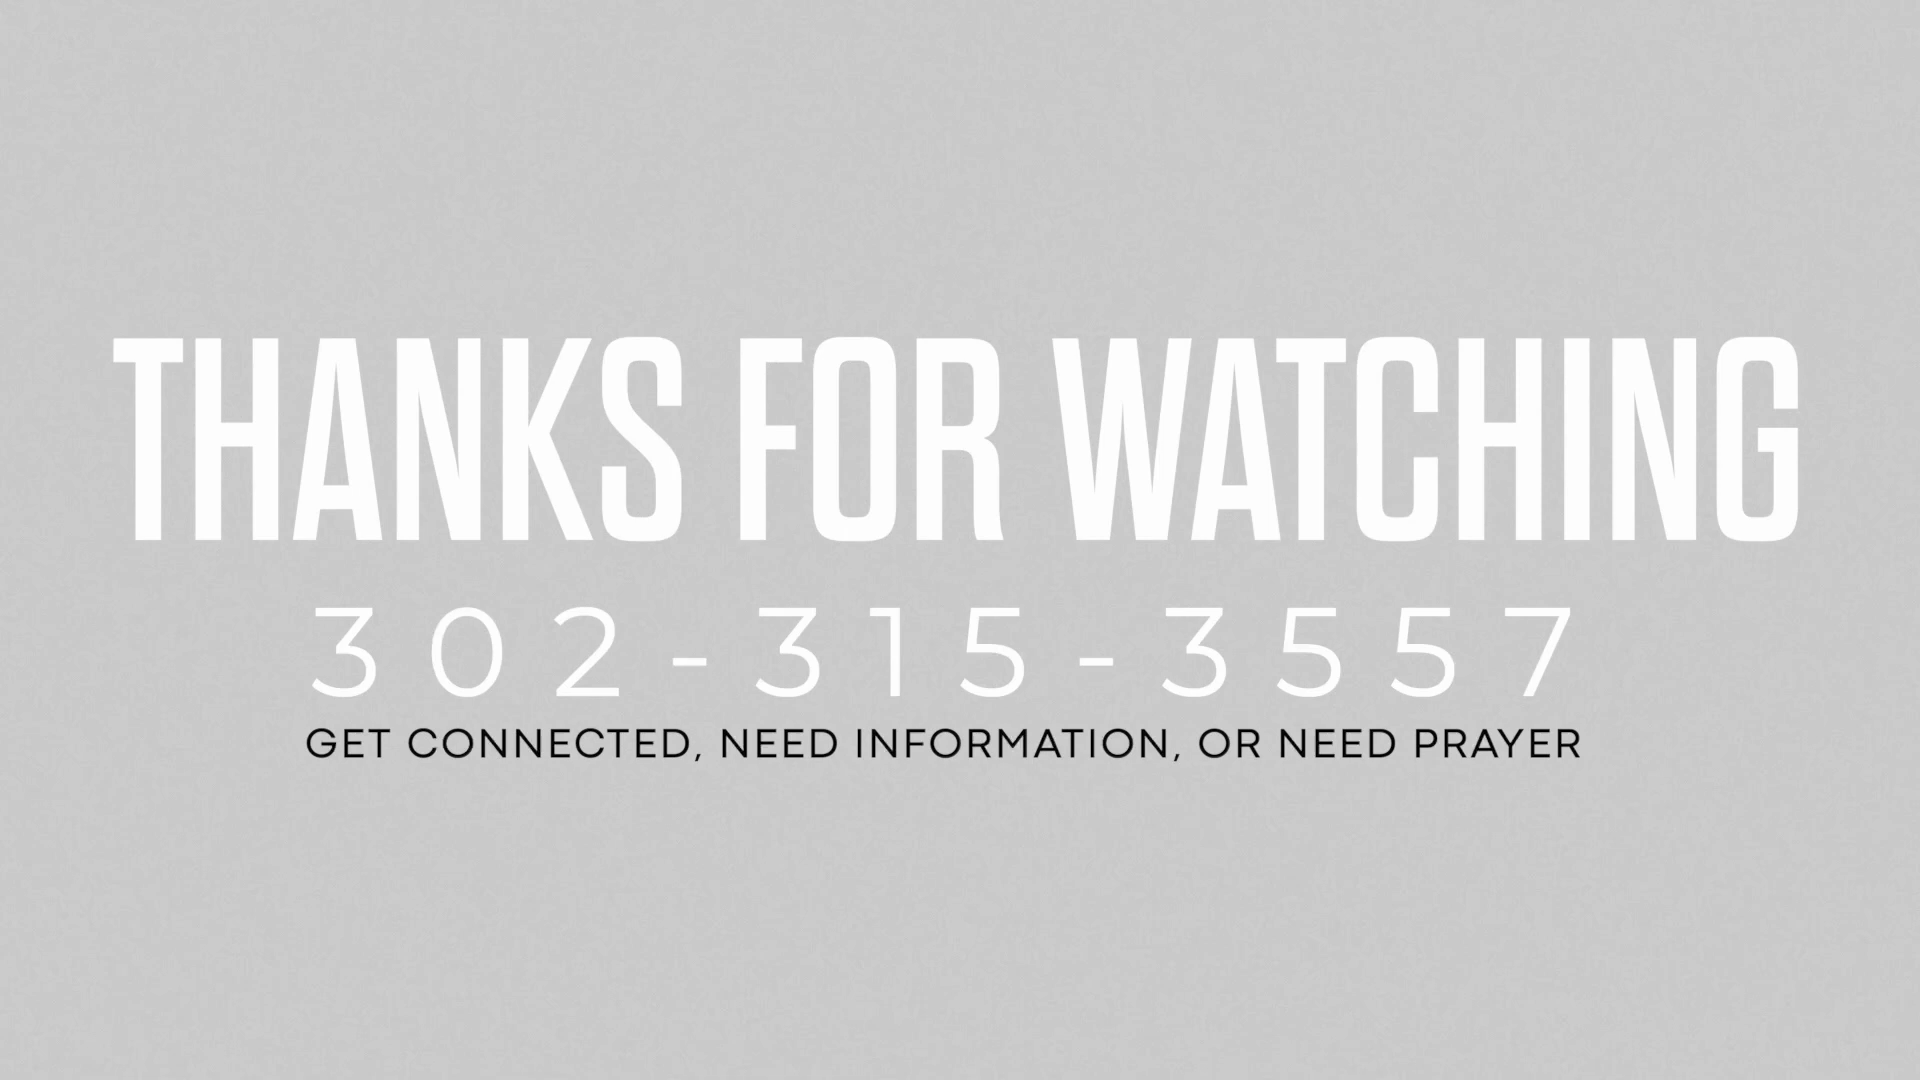 THANKS FOR WATCHING
302-315-3557
GET CONNECTED, NEED INFORMATION, OR NEED PRAYER